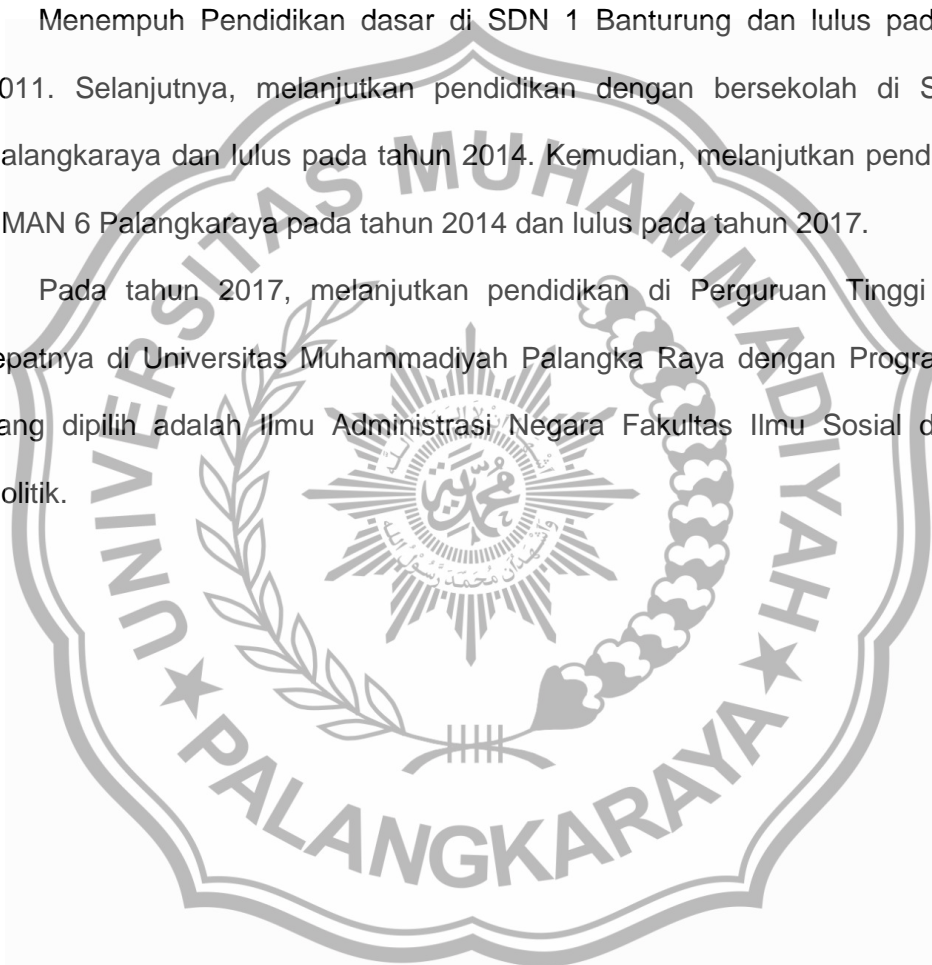 Menempuh Pendidikan dasar di SDN 1 Banturung dan lulus pad
011. Selanjutnya, melanjutkan pendidikan dengan bersekolah di S
alangkaraya dan lulus pada tahun 2014. Kemudian, melanjutkan pend
MAN 6 Palangkaraya pada tahun 2014 dan lulus pada tahun 2017.
Pada tahun 2017, melanjutkan pendidikan di Perguruan Tinggi
epatnya di Universitas Muhammadiyah Palangka Raya dengan Progra
ang dipilih adalah Ilmu Administrasi Negara Fakultas Ilmu Sosial d
olitik.
UNIVERSITAS MUHAMMADIYAH
PALANGKARAYA
محمدية